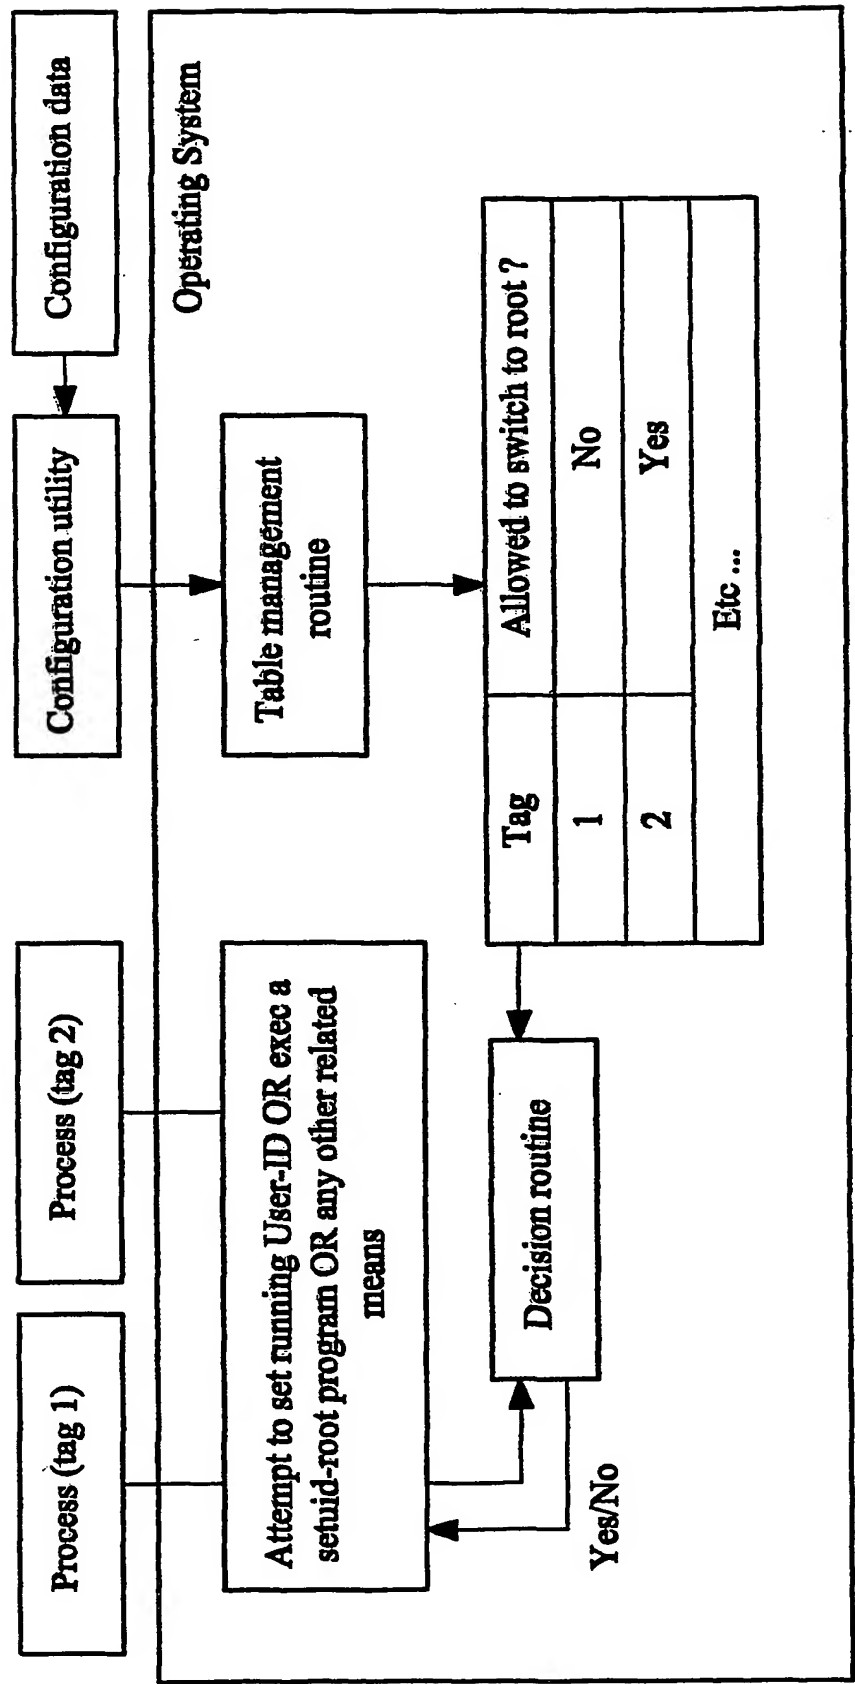 Process (tag 1)
Process (tag 2)
Configuration utility
Configuration data
Operating System
Attempt to set running User-ID OR exec a
setuid-root program OR any other related
means
Table management
routine
Tag
Allowed to switch to root ?
1
No
2
Yes
Etc ...
Decision routine
Yes/No